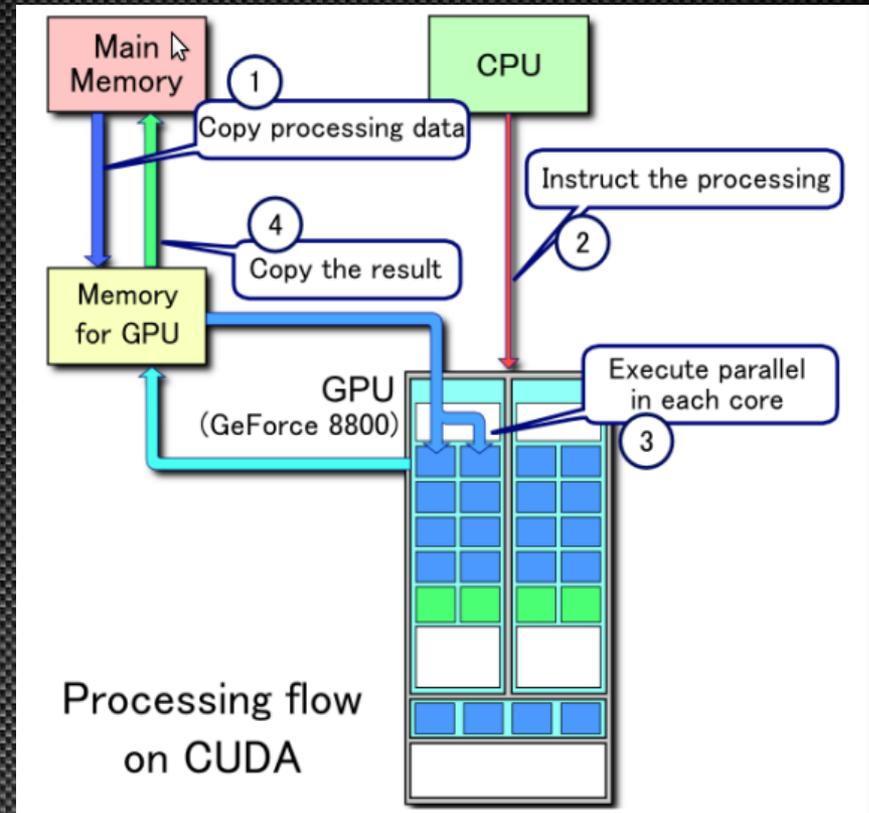 Main
Memory
CPU
1
Copy processing data
Instruct the processing
2
4
Copy the result
Memory
for GPU
GPU
(GeForce 8800)
Execute parallel
in each core
3
Processing flow
on CUDA